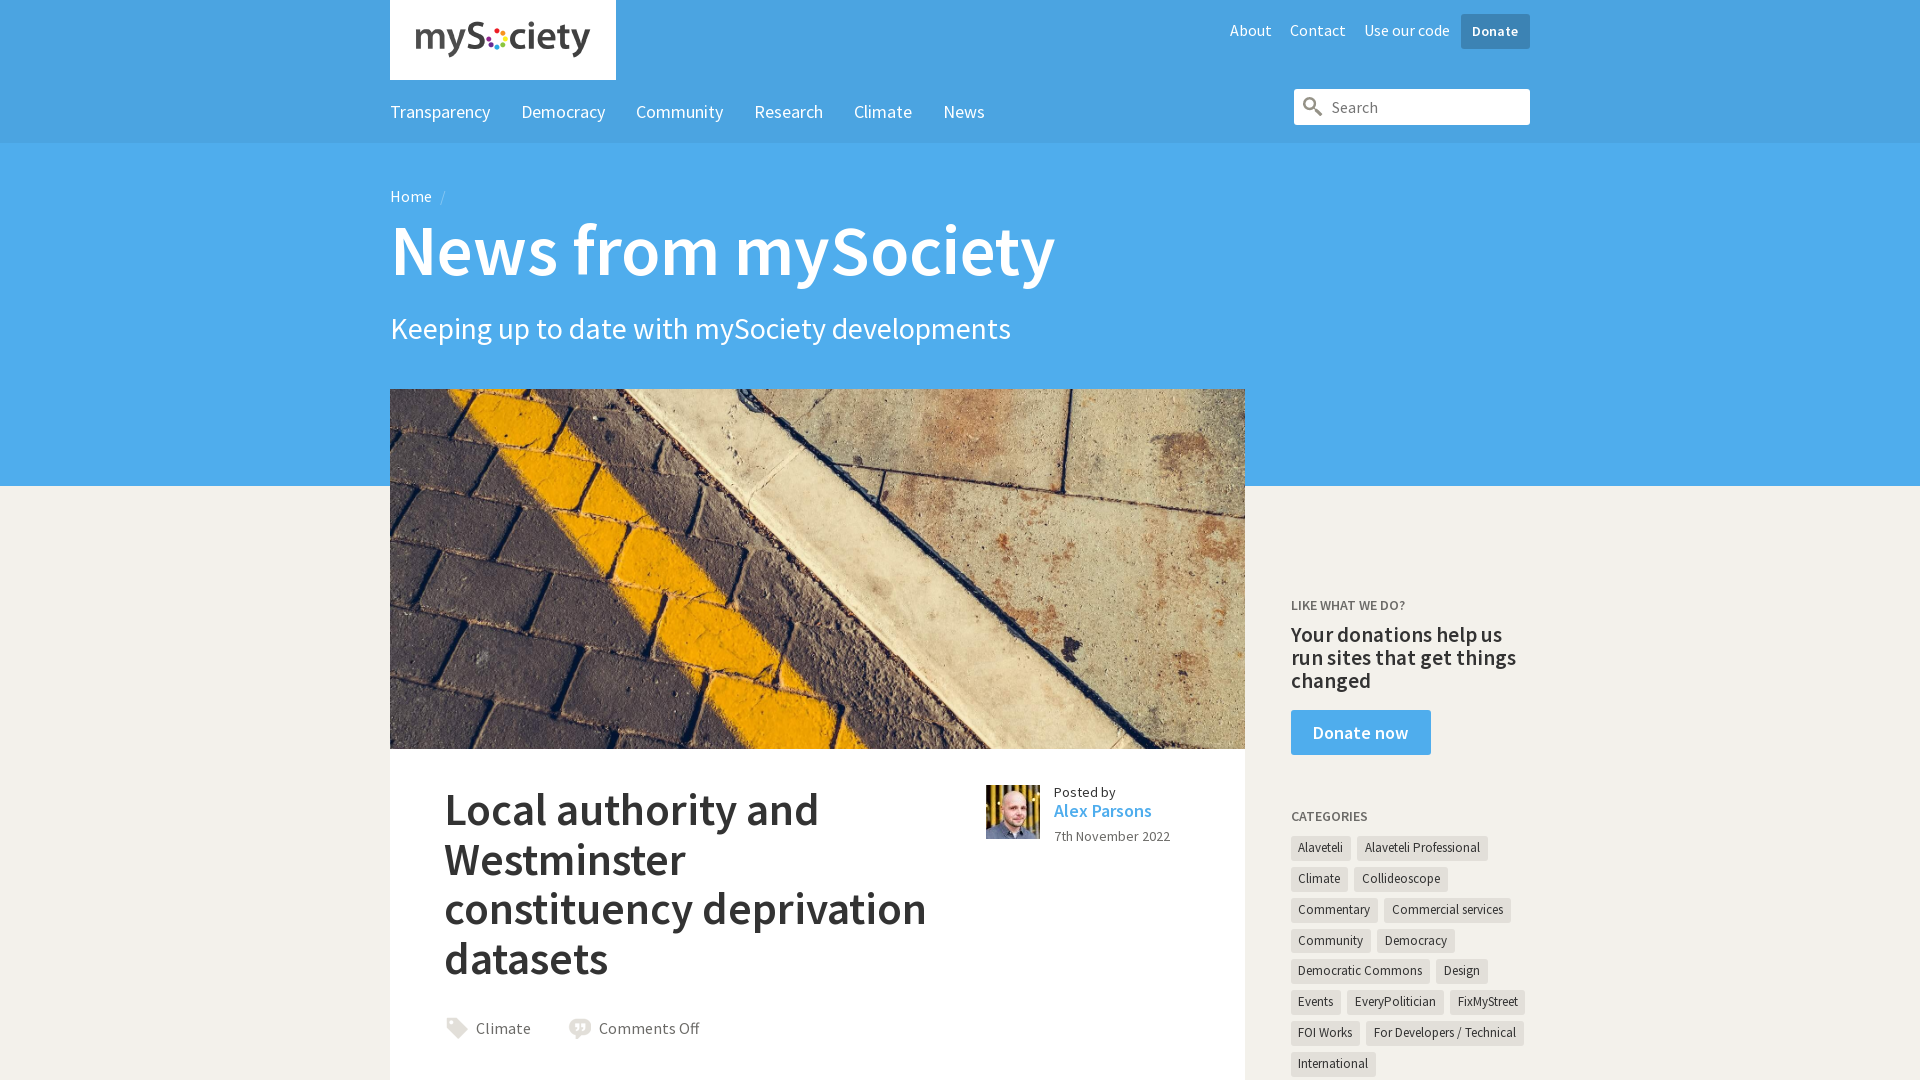 mySociety
About Contact Use our code Donate
Transparency Democracy Community Research Climate News
Search
Home /
News from mySociety
Keeping up to date with mySociety developments
Local authority and
Westminster
constituency deprivation
datasets
Posted by
Alex Parsons
7th November 2022
Climate Comments Off
LIKE WHAT WE DO?
Your donations help us
run sites that get things
changed
Donate now
CATEGORIES
Alaveteli Alaveteli Professional
Climate Collideoscope
Commentary Commercial services
Community Democracy
Democratic Commons Design
Events EveryPolitician FixMyStreet
FOI Works For Developers / Technical
International